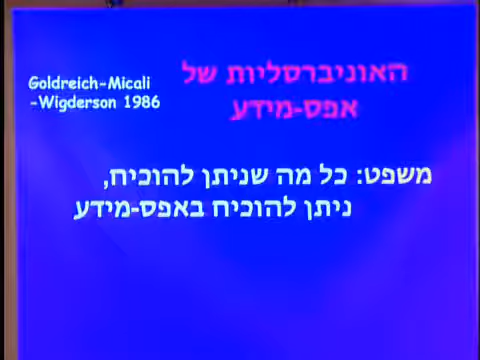 האוניברסליות של
אפס-מידע
Goldreich-Micali
-Wigderson 1986
משפט: כל מה שניתן להוכיח,
ניתן להוכיח באפס-מידע